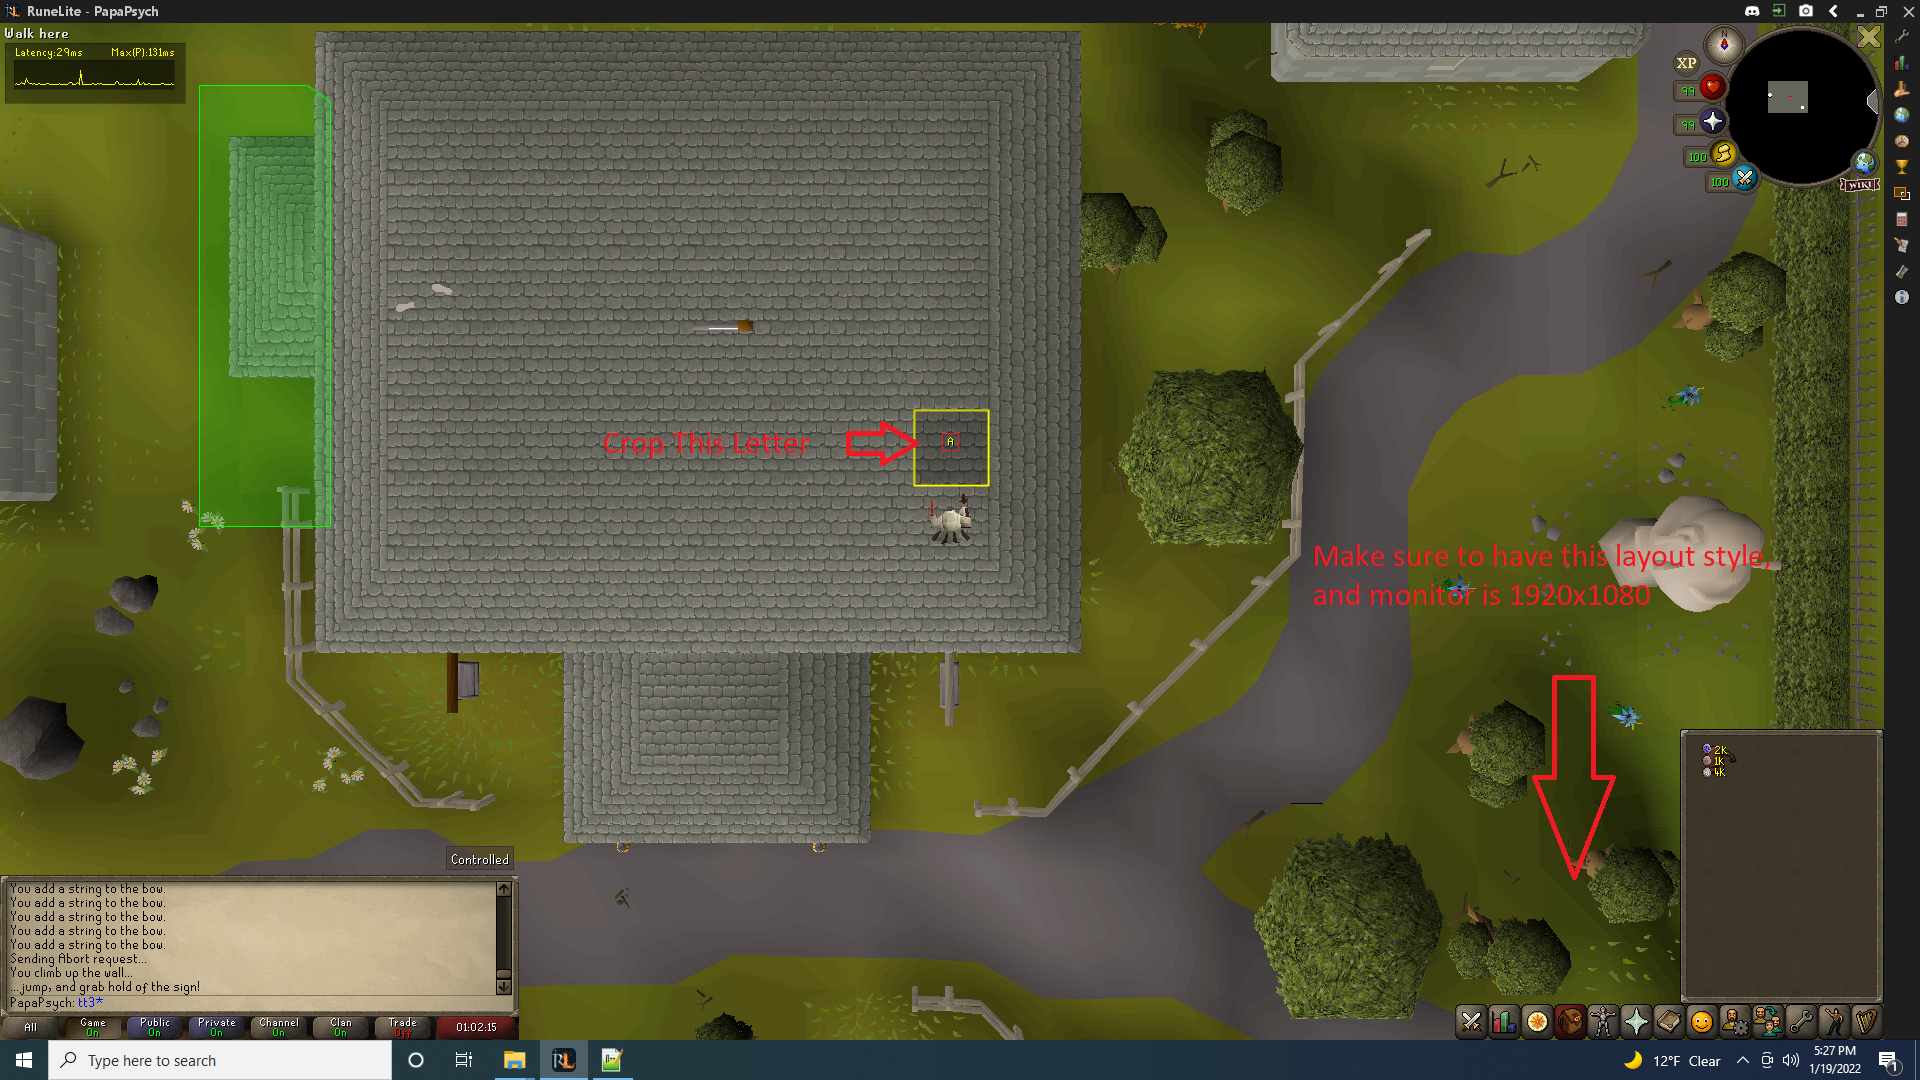 RuneLite - PapaPsych
Walk here
Latency:29ms Max(P):131ms
N
XP
99
99
100
100
WIKI
Crop This Letter
A
Make sure to have this layout style,
and monitor is 1920x1080
2K
1K
4K
Controlled
You add a string to the bow.
You add a string to the bow.
You add a string to the bow.
You add a string to the bow.
You add a string to the bow.
Sending Abort request...
You climb up the wall...
...jump, and grab hold of the sign!
PapaPsych: tt3*
All
Game
On
Public
On
Private
On
Channel
On
Clan
On
Trade
Off
01:02:15
Type here to search
RL
12°F Clear
5:27 PM
1/19/2022
1